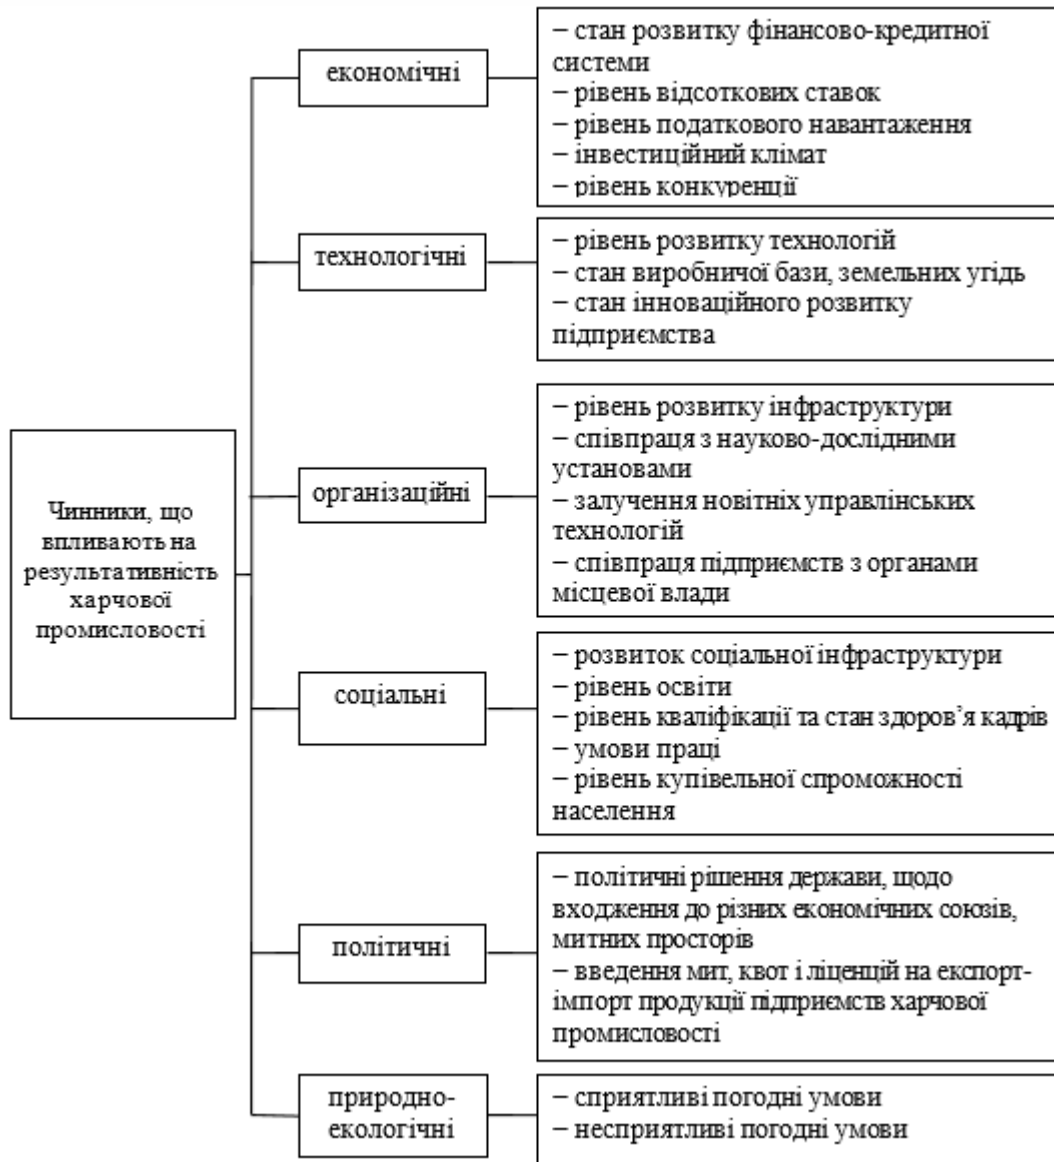 Чинники, що
впливають на
результативність
харчової
промисловості
економічні
– стан розвитку фінансово-кредитної
системи
– рівень відсоткових ставок
– рівень податкового навантаження
– інвестиційний клімат
– рівень конкуренції
технологічні
– рівень розвитку технологій
– стан виробничої бази, земельних угідь
– стан інноваційного розвитку
підприємства
організаційні
– рівень розвитку інфраструктури
– співпраця з науково-дослідними
установами
– залучення новітніх управлінських
технологій
– співпраця підприємств з органами
місцевої влади
соціальні
– розвиток соціальної інфраструктури
– рівень освіти
– рівень кваліфікації та стан здоров’я кадрів
– умови праці
– рівень купівельної спроможності
населення
політичні
– політичні рішення держави, щодо
входження до різних економічних союзів,
митних просторів
– введення мит, квот і ліцензій на експорт-
імпорт продукції підприємств харчової
промисловості
природно-
екологічні
– сприятливі погодні умови
– несприятливі погодні умови